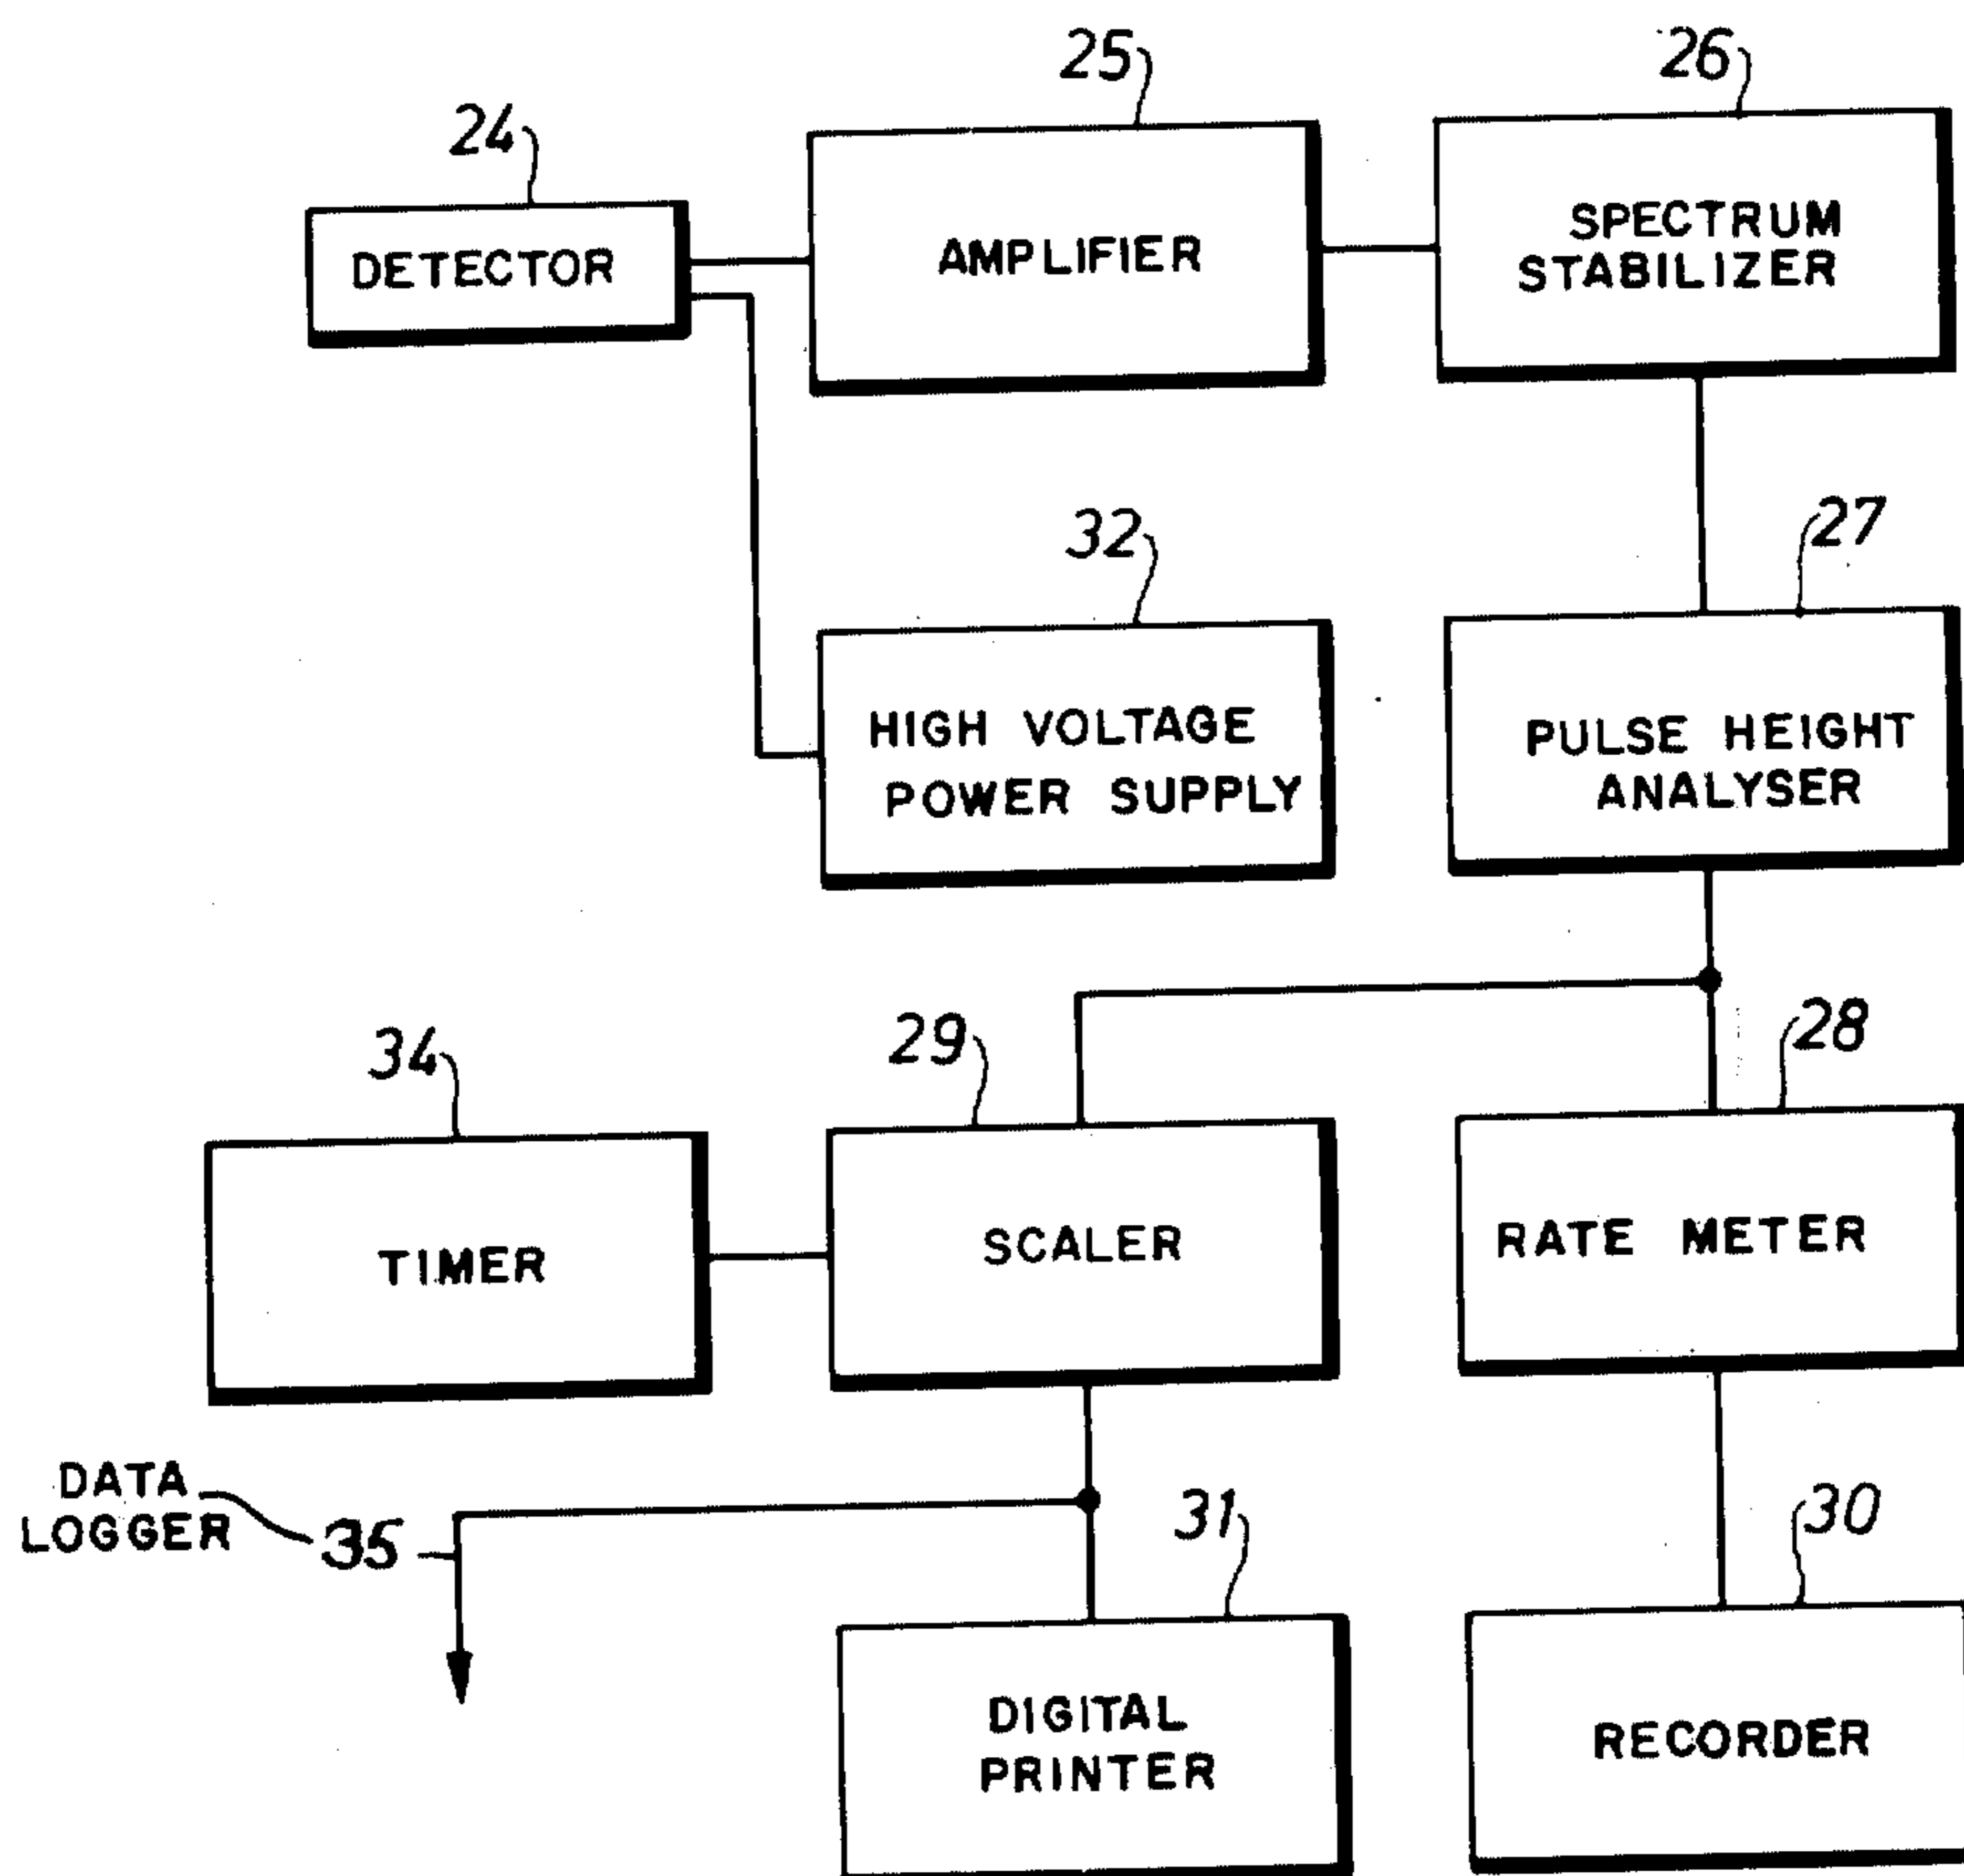 25
26
24
DETECTOR
AMPLIFIER
SPECTRUM
STABILIZER
32
27
HIGH VOLTAGE
POWER SUPPLY
PULSE HEIGHT
ANALYSER
34
29
28
TIMER
SCALER
RATE METER
DATA
LOGGER
35
31
30
DIGITAL
PRINTER
RECORDER